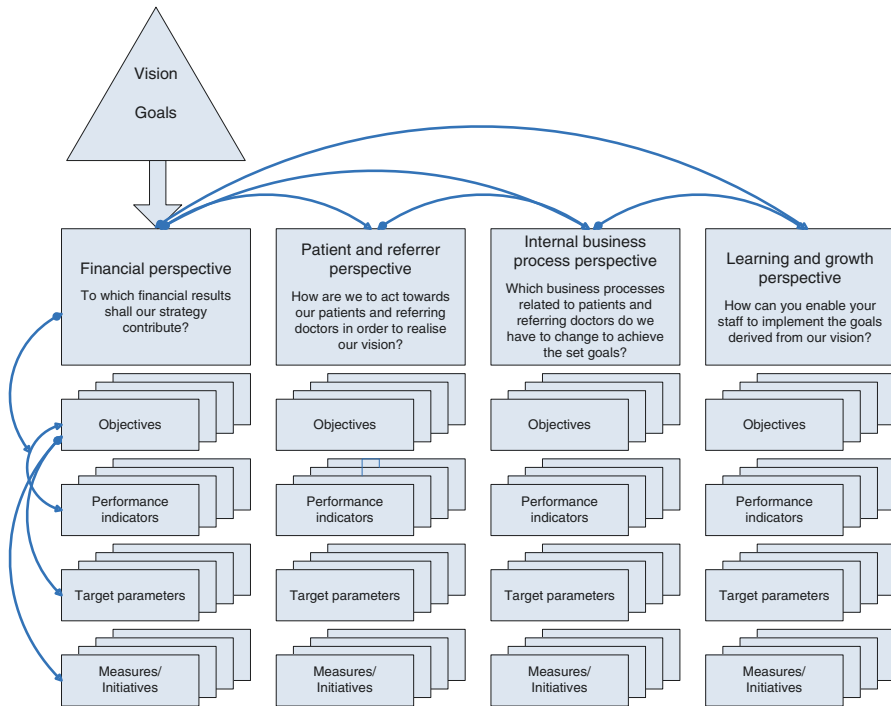 Vision
Goals
Financial perspective
To which financial results
shall our strategy
contribute?
Patient and referrer
perspective
How are we to act towards
our patients and referring
doctors in order to realise
our vision?
Internal business
process perspective
Which business processes
related to patients and
referring doctors do we
have to change to achieve
the set goals?
Learning and growth
perspective
How can you enable your
staff to implement the goals
derived from our vision?
Objectives
Objectives
Objectives
Objectives
Performance
indicators
Performance
indicators
Performance
indicators
Performance
indicators
Target parameters
Target parameters
Target parameters
Target parameters
Measures/
Initiatives
Measures/
Initiatives
Measures/
Initiatives
Measures/
Initiatives